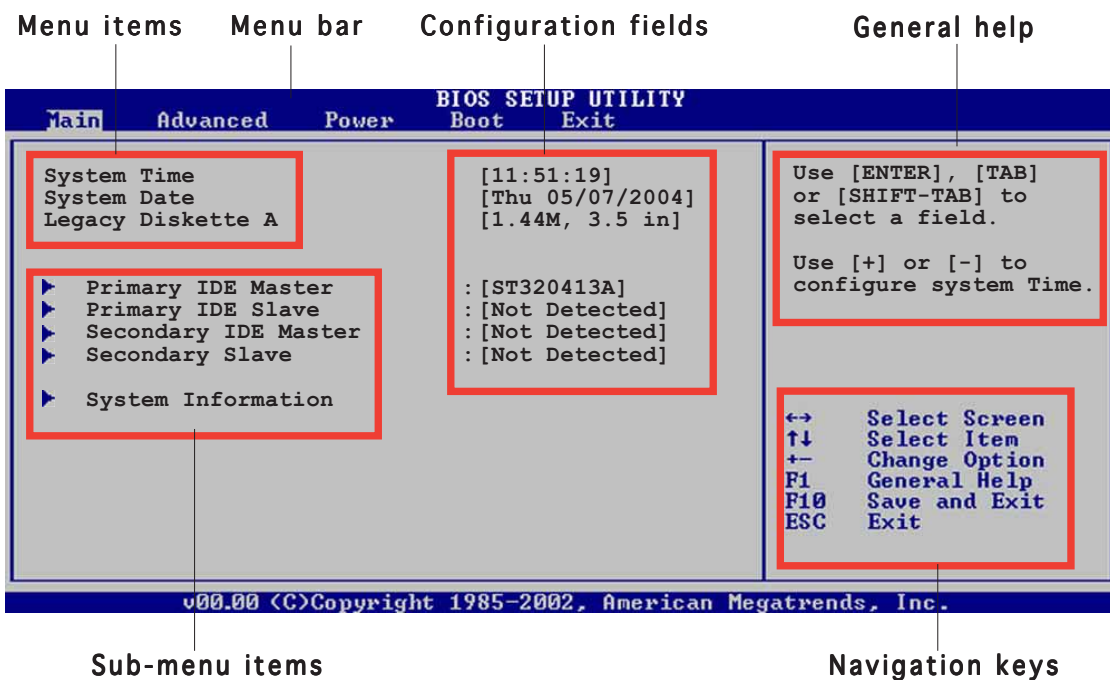 Menu items Menu bar Configuration fields General help
BIOS SETUP UTILITY
Main Advanced Power Boot Exit
System Time [11:51:19]
System Date [Thu 05/07/2004]
Legacy Diskette A [1.44M, 3.5 in]
Primary IDE Master :[ST320413A]
Primary IDE Slave :[Not Detected]
Secondary IDE Master :[Not Detected]
Secondary Slave :[Not Detected]
System Information
Use [ENTER], [TAB]
or [SHIFT-TAB] to
select a field.
Use [+] or [-] to
configure system Time.
←→ Select Screen
↑↓ Select Item
+- Change Option
F1 General Help
F10 Save and Exit
ESC Exit
v00.00 (C)Copyright 1985-2002, American Megatrends, Inc.
Sub-menu items Navigation keys